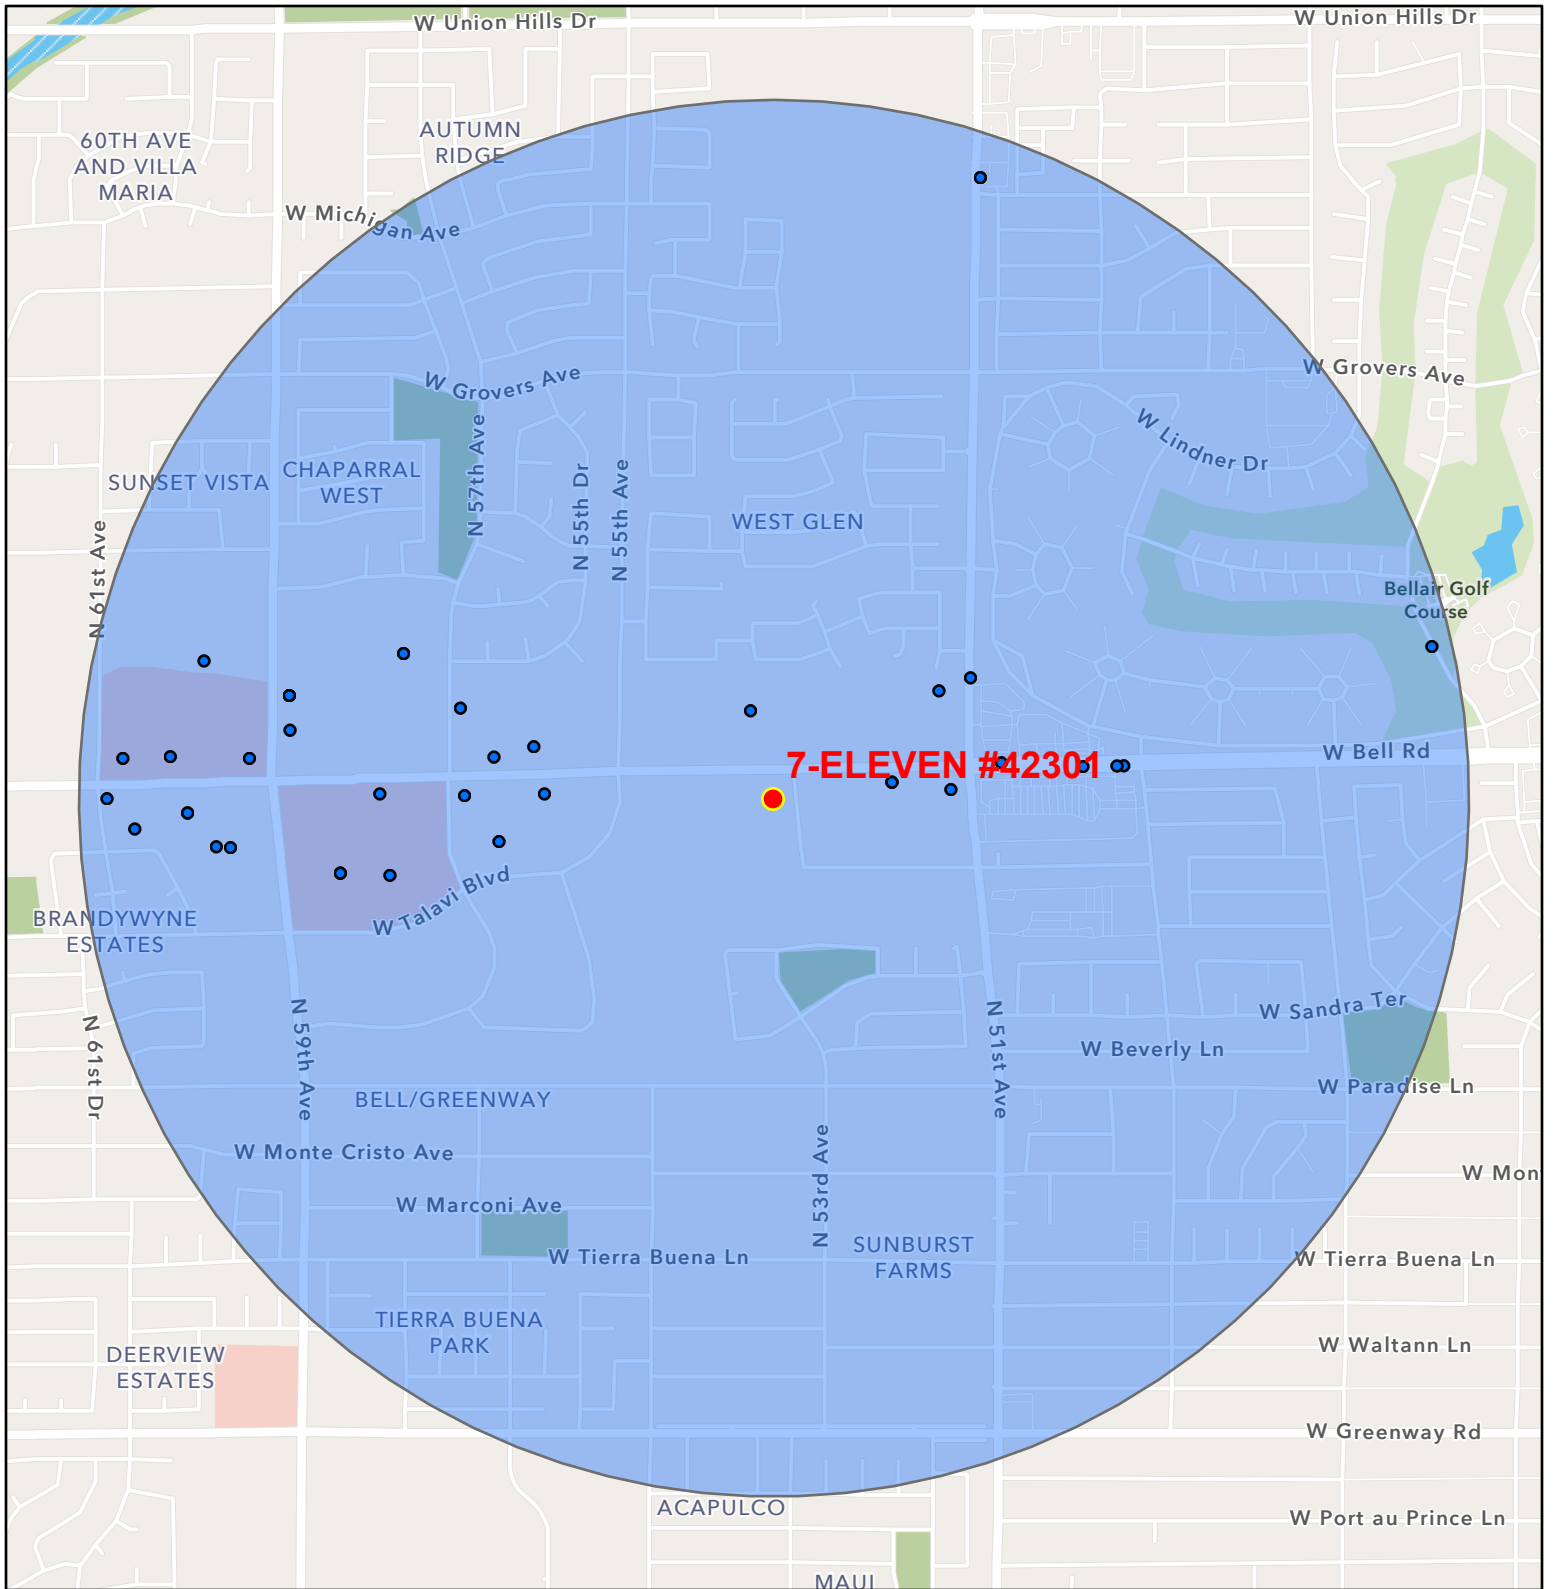 W Union Hills Dr
W Union Hills Dr
AUTUMN
RIDGE
60TH AVE
AND VILLA
MARIA
W Michigan Ave
W Grovers Ave
W Grovers Ave
W Lindner Dr
N 57th Ave
SUNSET VISTA
CHAPARRAL
WEST
N 55th Dr
N 55th Ave
WEST GLEN
N 61st Ave
Bellair Golf
Course
W Bell Rd
7-ELEVEN #42301
W Talavi Blvd
BRANDYWYNE
ESTATES
N 59th Ave
N 51st Ave
W Sandra Ter
N 61st Dr
W Beverly Ln
W Paradise Ln
BELL/GREENWAY
W Monte Cristo Ave
N 53rd Ave
W Mon
W Marconi Ave
W Tierra Buena Ln
SUNBURST
FARMS
W Tierra Buena Ln
TIERRA BUENA
PARK
DEERVIEW
ESTATES
W Waltann Ln
W Greenway Rd
ACAPULCO
W Port au Prince Ln
MAUI